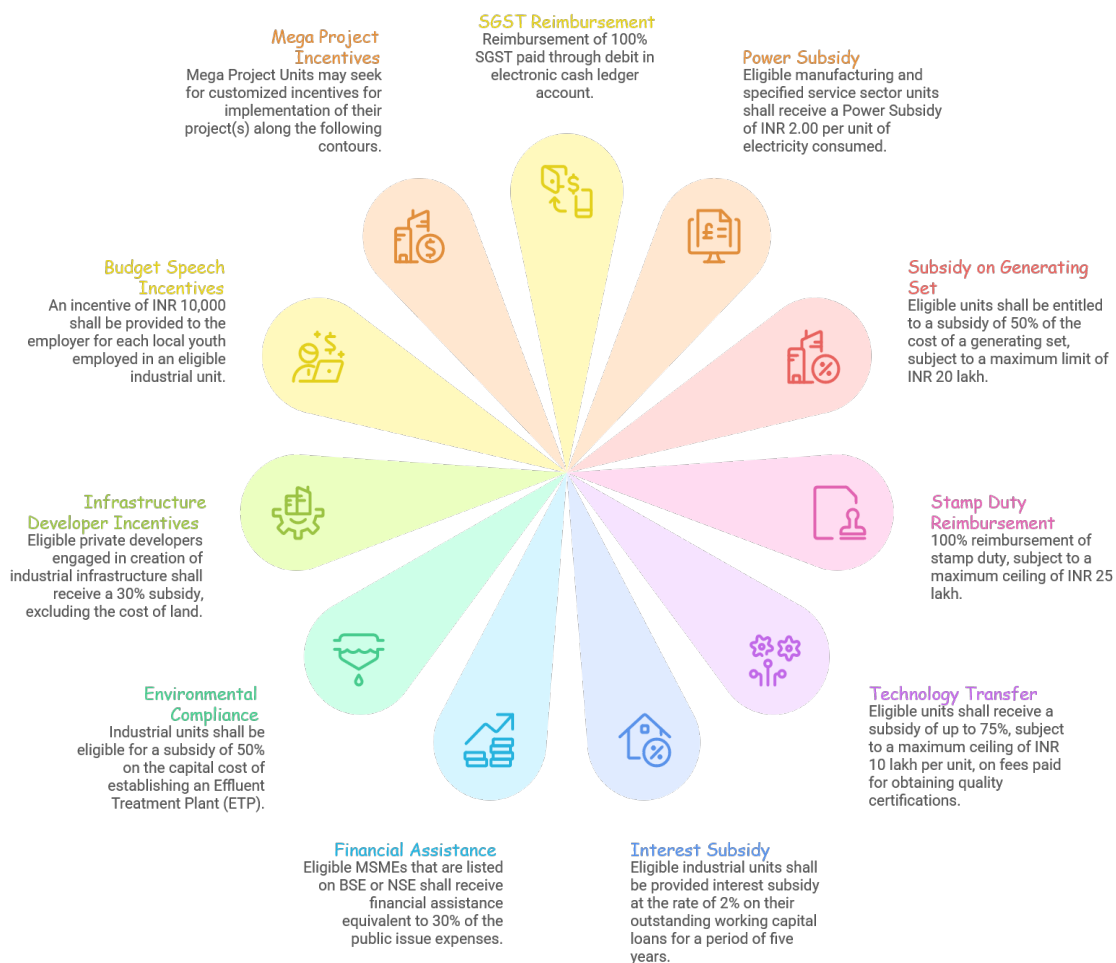 SGST Reimbursement
Reimbursement of 100%
SGST paid through debit in
electronic cash ledger
account.
Power Subsidy
Eligible manufacturing and
specified service sector units
shall receive a Power Subsidy
of INR 2.00 per unit of
electricity consumed.
Subsidy on Generating
Set
Eligible units shall be entitled
to a subsidy of 50% of the
cost of a generating set,
subject to a maximum limit of
INR 20 lakh.
Stamp Duty
Reimbursement
100% reimbursement of
stamp duty, subject to a
maximum ceiling of INR 25
lakh.
Technology Transfer
Eligible units shall receive a
subsidy of up to 75%, subject
to a maximum ceiling of INR
10 lakh per unit, on fees paid
for obtaining quality
certifications.
Interest Subsidy
Eligible industrial units shall
be provided interest subsidy
at the rate of 2% on their
outstanding working capital
loans for a period of five
years.
Financial Assistance
Eligible MSMEs that are listed
on BSE or NSE shall receive
financial assistance
equivalent to 30% of the
public issue expenses.
Environmental
Compliance
Industrial units shall be
eligible for a subsidy of 50%
on the capital cost of
establishing an Effluent
Treatment Plant (ETP).
Infrastructure
Developer Incentives
Eligible private developers
engaged in creation of
industrial infrastructure shall
receive a 30% subsidy,
excluding the cost of land.
Budget Speech
Incentives
An incentive of INR 10,000
shall be provided to the
employer for each local youth
employed in an eligible
industrial unit.
Mega Project
Incentives
Mega Project Units may seek
for customized incentives for
implementation of their
project(s) along the following
contours.